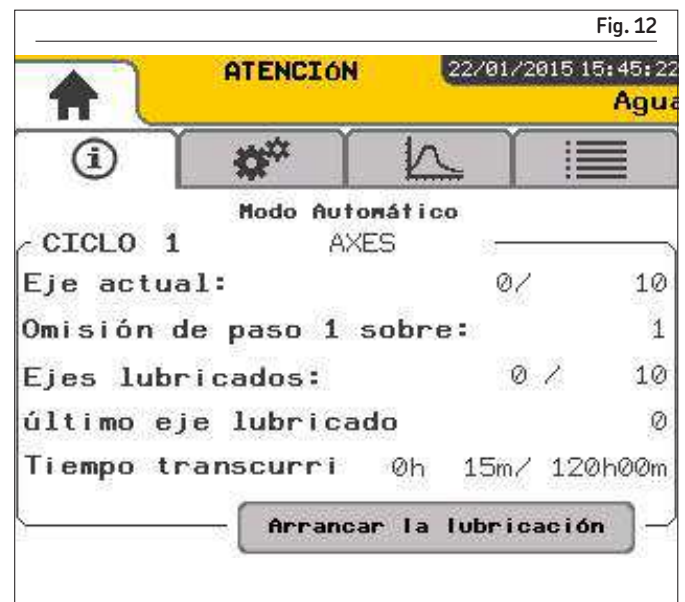 Fig. 12
ATENCIÓN 22/01/2015 15:45:22
Agua
Modo Automático
CICLO 1 AXES
Eje actual: 0/ 10
Omisión de paso 1 sobre: 1
Ejes lubricados: 0 / 10
último eje lubricado 0
Tiempo transcurri 0h 15m/ 120h00m
Arrancar la lubricación